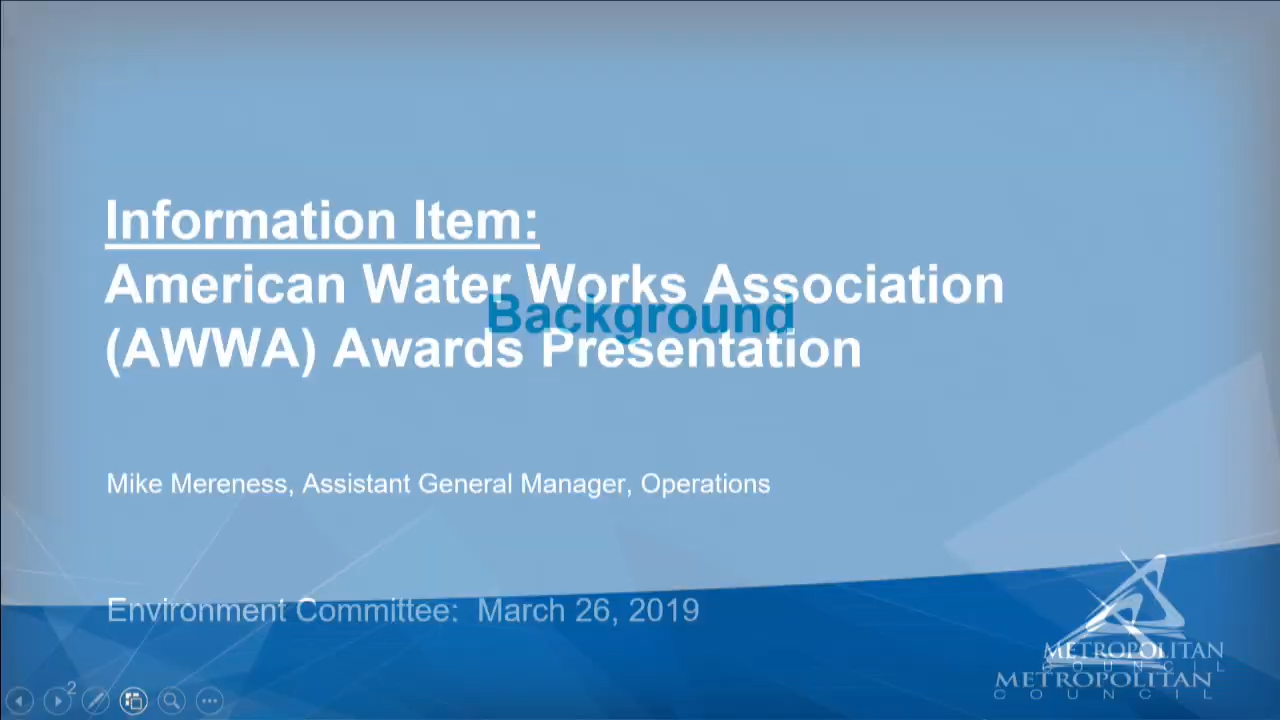 Information Item:
American Water Works Association
Background
(AWWA) Awards Presentation
Mike Mereness, Assistant General Manager, Operations
Environment Committee: March 26, 2019
METROPOLITAN
COUNCIL
METROPOLITAN
COUNCIL
2